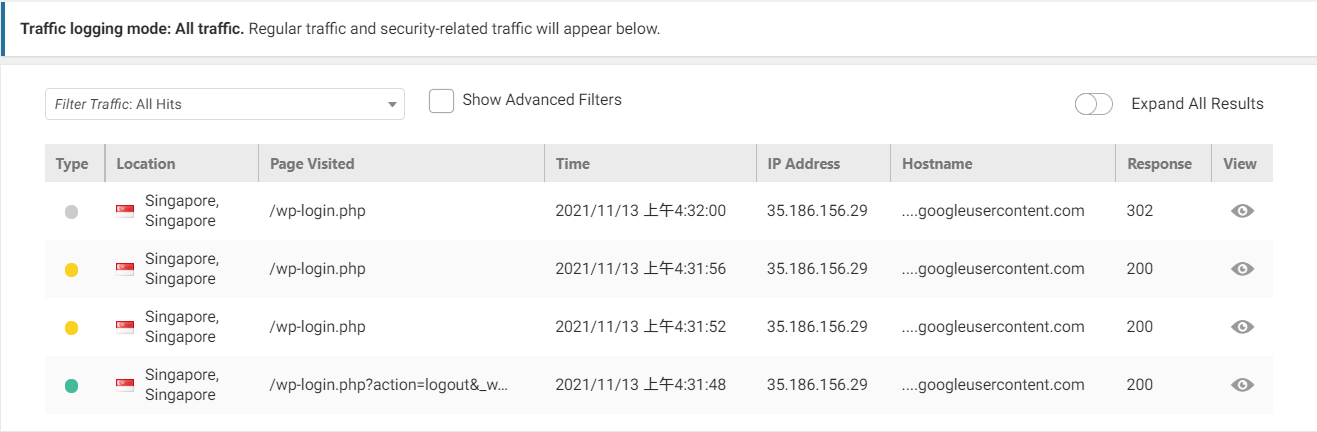 Traffic logging mode: All traffic. Regular traffic and security-related traffic will appear below.
Filter Traffic: All Hits
Show Advanced Filters
Expand All Results
Type Location Page Visited Time IP Address Hostname Response View
Singapore, Singapore /wp-login.php 2021/11/13 上午4:32:00 35.186.156.29 ....googleusercontent.com 302
Singapore, Singapore /wp-login.php 2021/11/13 上午4:31:56 35.186.156.29 ....googleusercontent.com 200
Singapore, Singapore /wp-login.php 2021/11/13 上午4:31:52 35.186.156.29 ....googleusercontent.com 200
Singapore, Singapore /wp-login.php?action=logout&_w... 2021/11/13 上午4:31:48 35.186.156.29 ....googleusercontent.com 200